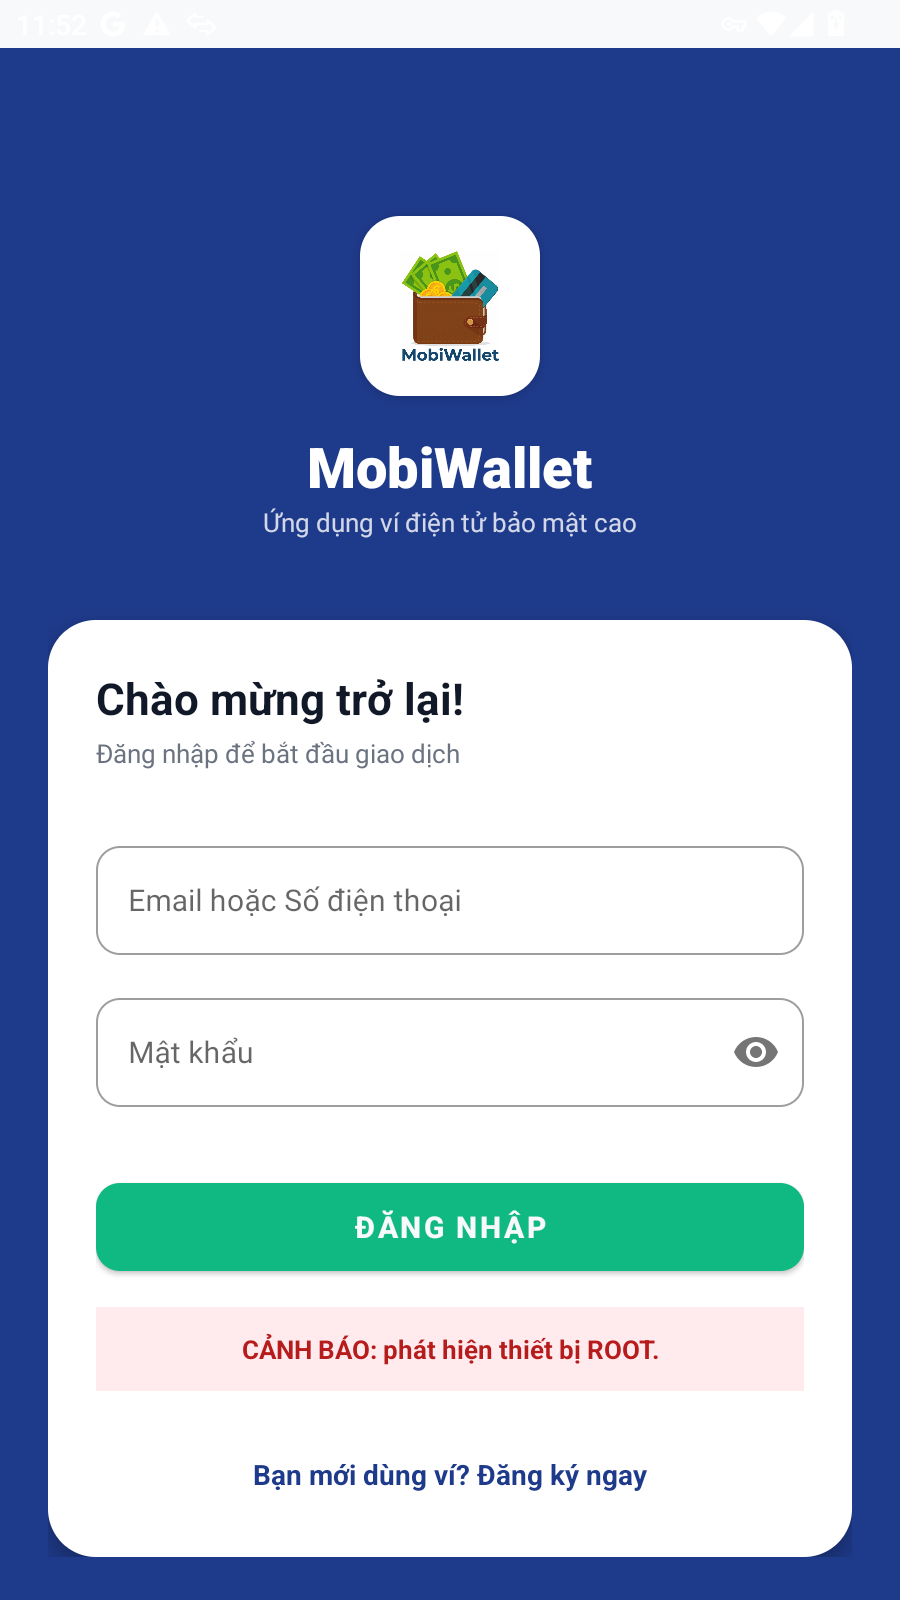 11:52
MobiWallet
MobiWallet
Ứng dụng ví điện tử bảo mật cao
Chào mừng trở lại!
Đăng nhập để bắt đầu giao dịch
Email hoặc Số điện thoại
Mật khẩu
ĐĂNG NHẬP
CẢNH BÁO: phát hiện thiết bị ROOT.
Bạn mới dùng ví? Đăng ký ngay